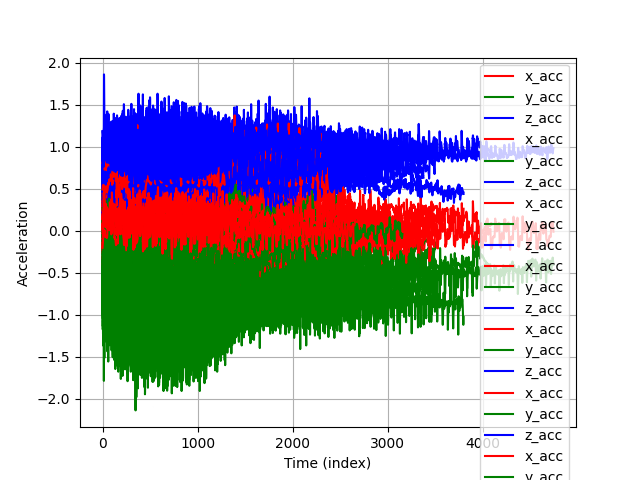 2.0
1.5
1.0
0.5
0.0
−0.5
−1.0
−1.5
−2.0
Acceleration
0
1000
2000
3000
4000
Time (index)
x_acc
y_acc
z_acc
x_acc
y_acc
z_acc
x_acc
y_acc
z_acc
x_acc
y_acc
z_acc
x_acc
y_acc
z_acc
x_acc
y_acc
z_acc
x_acc
y_acc